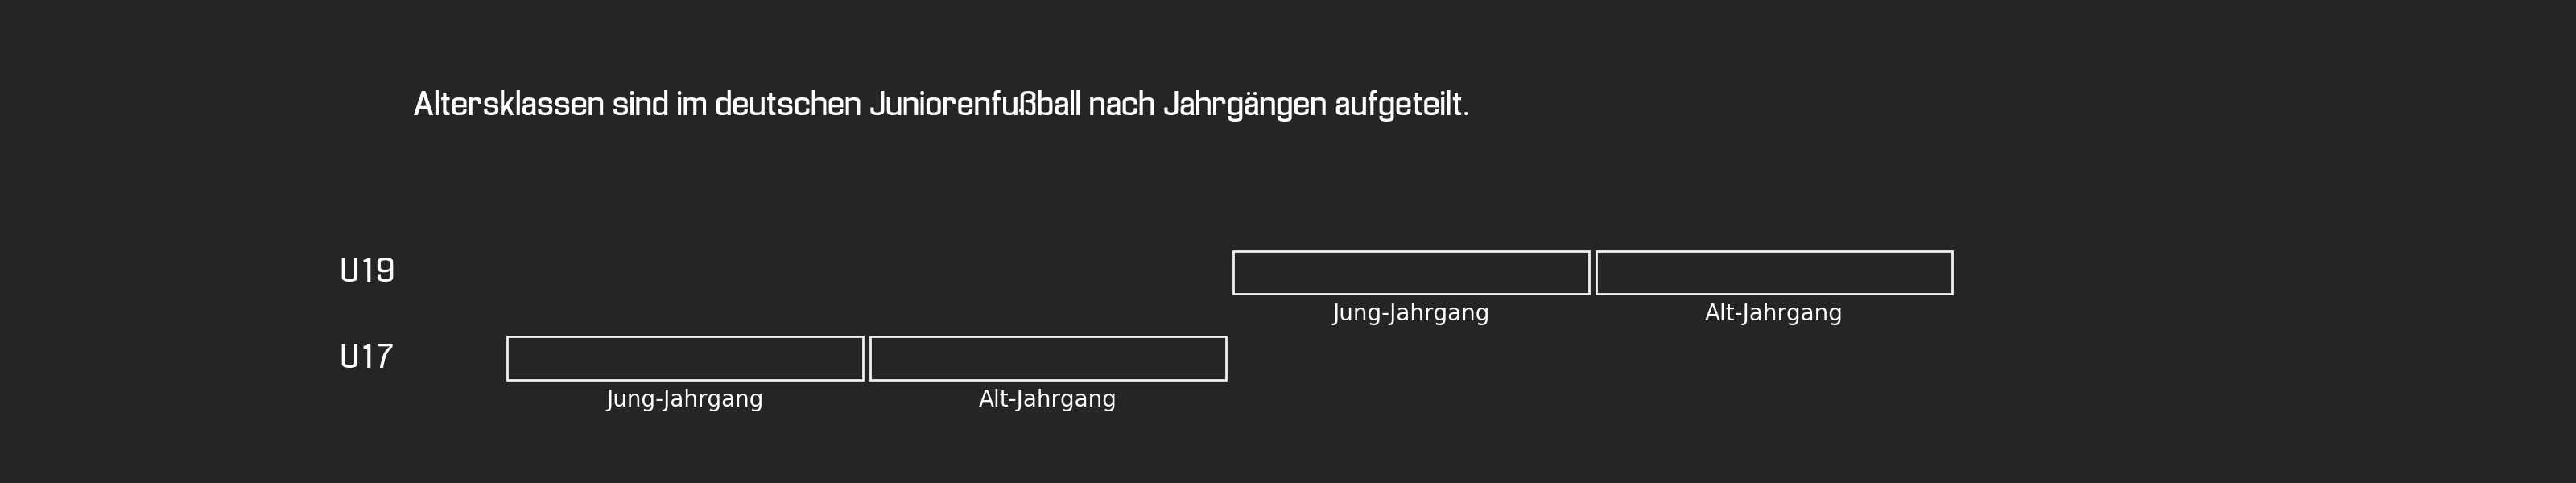 Altersklassen sind im deutschen Juniorenfußball nach Jahrgängen aufgeteilt.
U19
Jung-Jahrgang Alt-Jahrgang
U17
Jung-Jahrgang Alt-Jahrgang